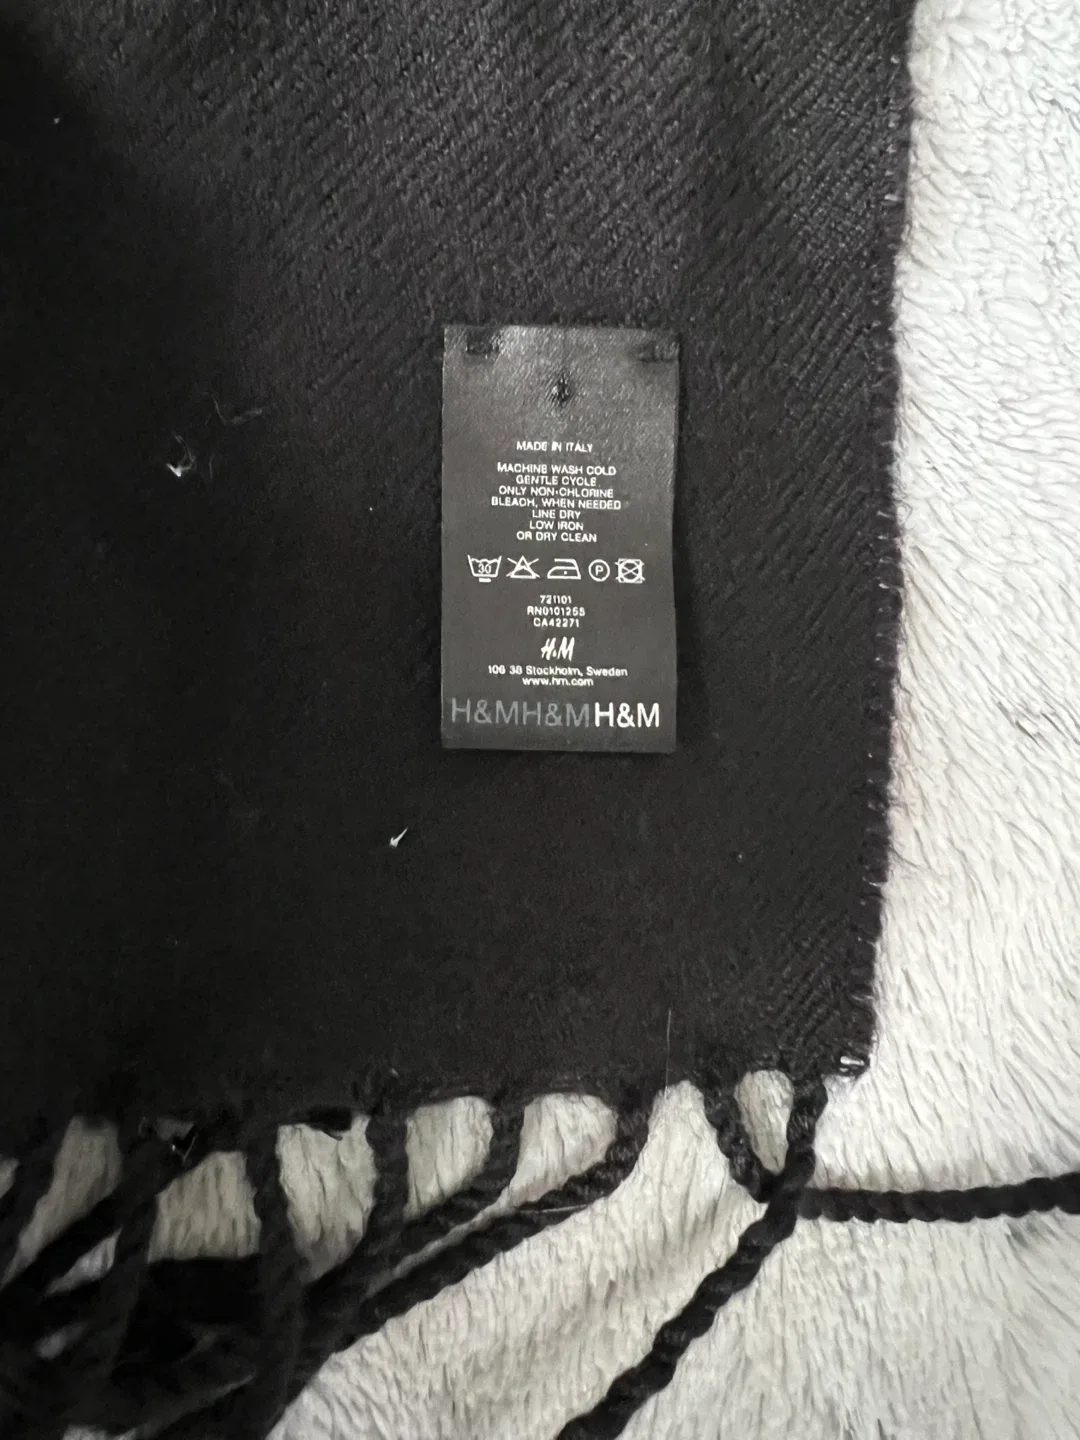 MADE IN ITALY
MACHINE WASH COLD
GENTLE CYCLE
ONLY NON-CHLORINE
BLEACH, WHEN NEEDED
LINE DRY
LOW IRON
OR DRY CLEAN
30 P
721101
RN0101255
CA42271
H.M
106 38 Stockholm, Sweden
www.hm.com
H&MH&MH&M